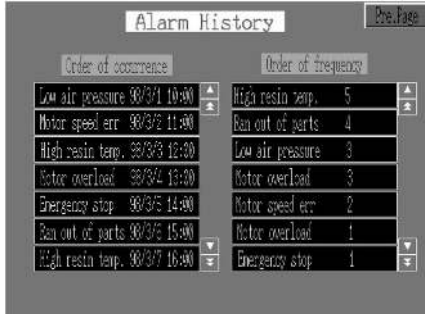 Alarm History
Pre.Page
Order of occurrence
Order of frequency
Low air pressure 98/3/1 10:00
Motor speed err 98/3/2 11:00
High resin temp. 98/3/3 12:30
Motor overload 98/3/4 13:30
Emergency stop 98/3/5 14:00
Ran out of parts 98/3/6 15:00
High resin temp. 98/3/7 16:00
High resin temp. 5
Ran out of parts 4
Low air pressure 3
Motor overload 3
Motor speed err 2
Motor overload 1
Emergency stop 1